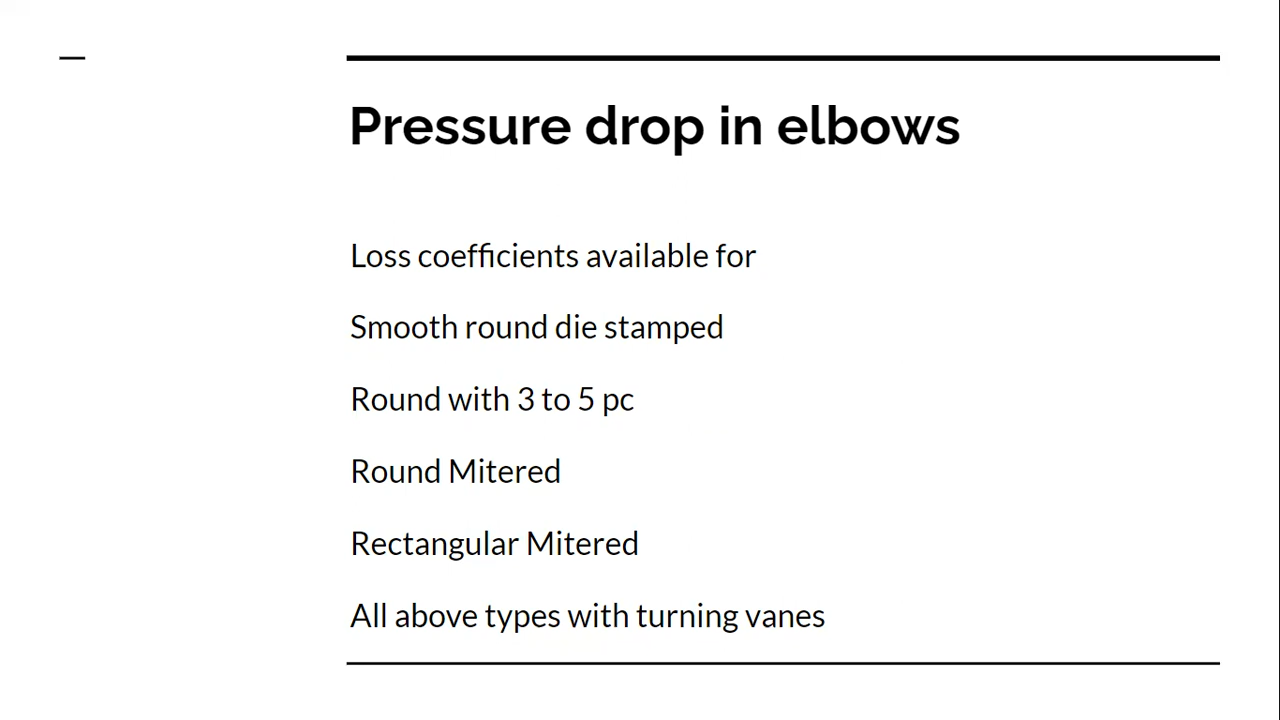 Pressure drop in elbows
Loss coefficients available for
Smooth round die stamped
Round with 3 to 5 pc
Round Mitered
Rectangular Mitered
All above types with turning vanes